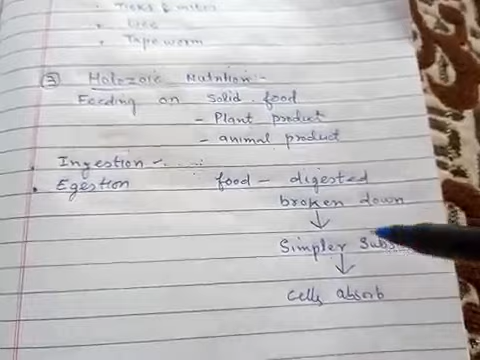 Ticks & mites
Lice
Tape worm
③ Holozoic Nutrition :-
Feeding on Solid food
- Plant product
- animal product
Ingestion - . . . .
Egestion food - digested
broken down
↓
Simpler
↓
Cells absorb